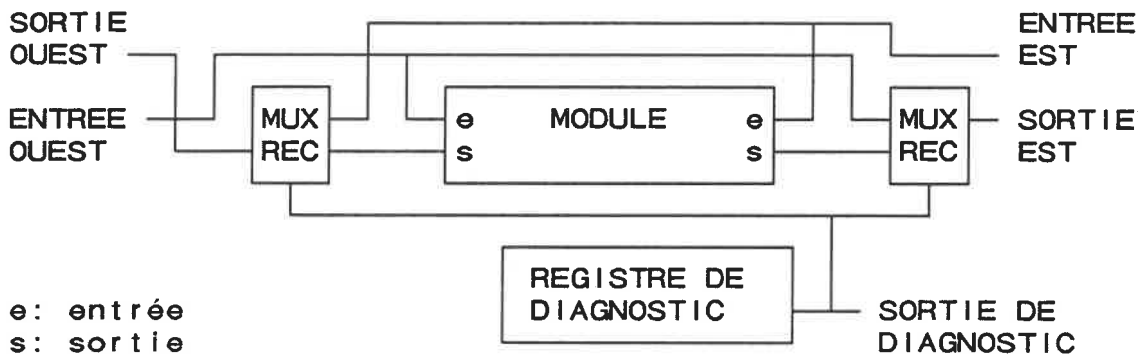 SORTIE
OUEST
ENTREE
EST
ENTREE
OUEST
MUX
REC
e MODULE e
s s
MUX
REC
SORTIE
EST
REGISTRE DE
DIAGNOSTIC
SORTIE DE
DIAGNOSTIC
e: entrée
s: sortie